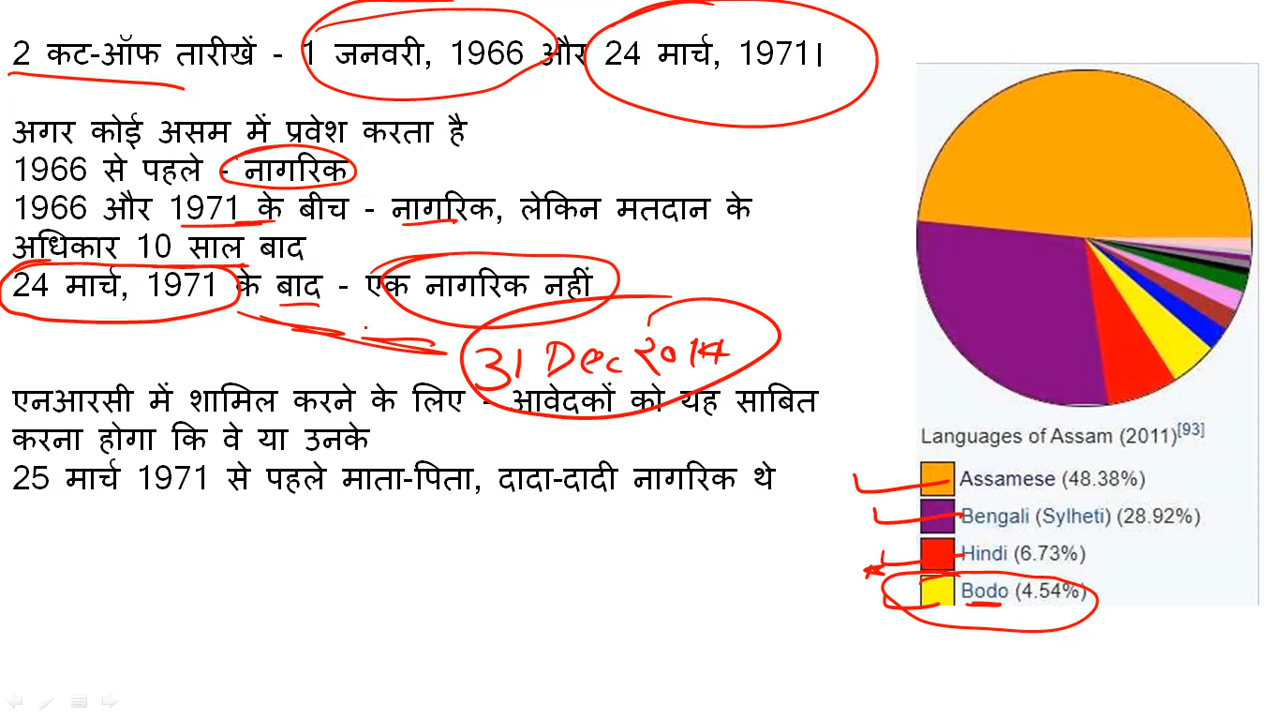 2 कट-ऑफ तारीखें - 1 जनवरी, 1966 और 24 मार्च, 1971।
अगर कोई असम में प्रवेश करता है
1966 से पहले - नागरिक
1966 और 1971 के बीच - नागरिक, लेकिन मतदान के
अधिकार 10 साल बाद
24 मार्च, 1971 के बाद - एक नागरिक नहीं
31 Dec 2014
एनआरसी में शामिल करने के लिए - आवेदकों को यह साबित
करना होगा कि वे या उनके
25 मार्च 1971 से पहले माता-पिता, दादा-दादी नागरिक थे
Languages of Assam (2011)[93]
Assamese (48.38%)
Bengali (Sylheti) (28.92%)
Hindi (6.73%)
Bodo (4.54%)